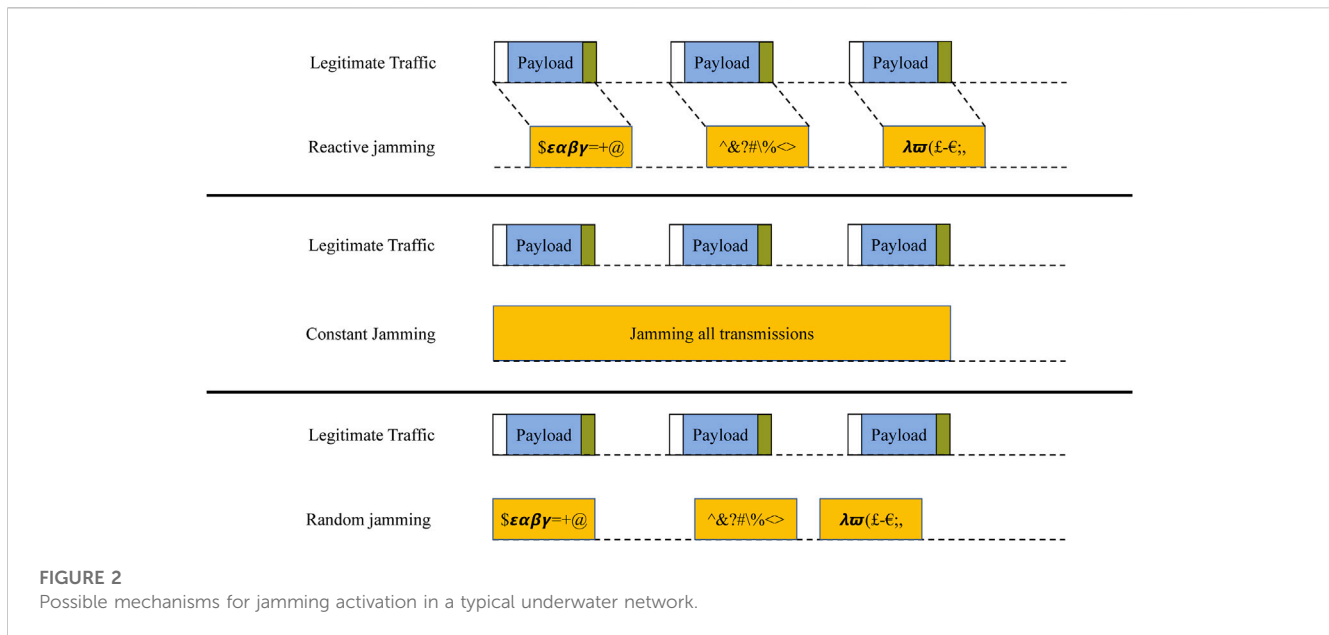 Legitimate Traffic Payload Payload Payload
Reactive jamming $εαβγ=+@ ^&?#\%<> λϖ(£-€;,
Legitimate Traffic Payload Payload Payload
Constant Jamming Jamming all transmissions
Legitimate Traffic Payload Payload Payload
Random jamming $εαβγ=+@ ^&?#\%<> λϖ(£-€;,
FIGURE 2
Possible mechanisms for jamming activation in a typical underwater network.